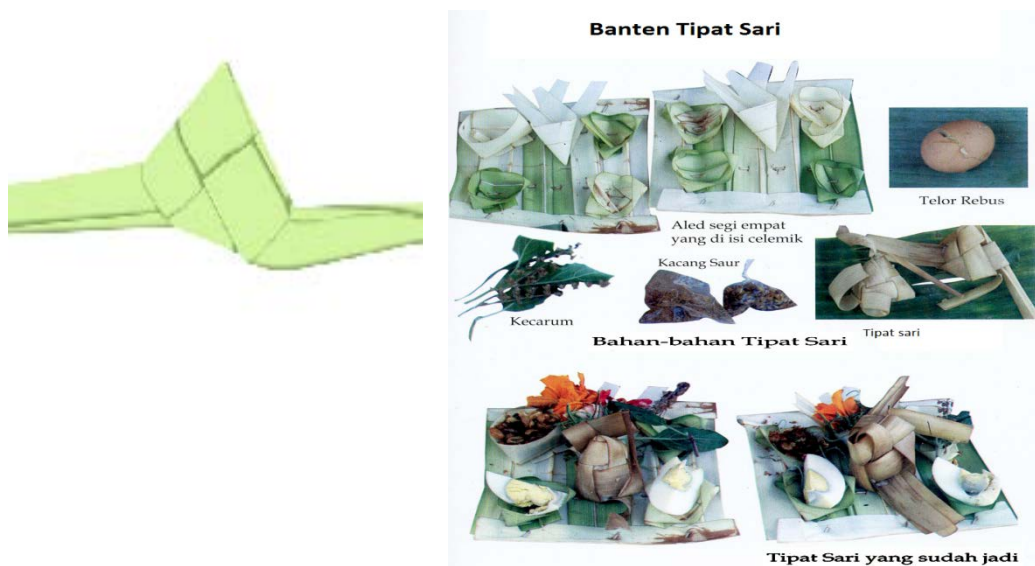 Banten Tipat Sari
Telor Rebus
Aled segi empat
yang di isi celemik
Kacang Saur
Kecarum
Tipat sari
Bahan-bahan Tipat Sari
Tipat Sari yang sudah jadi